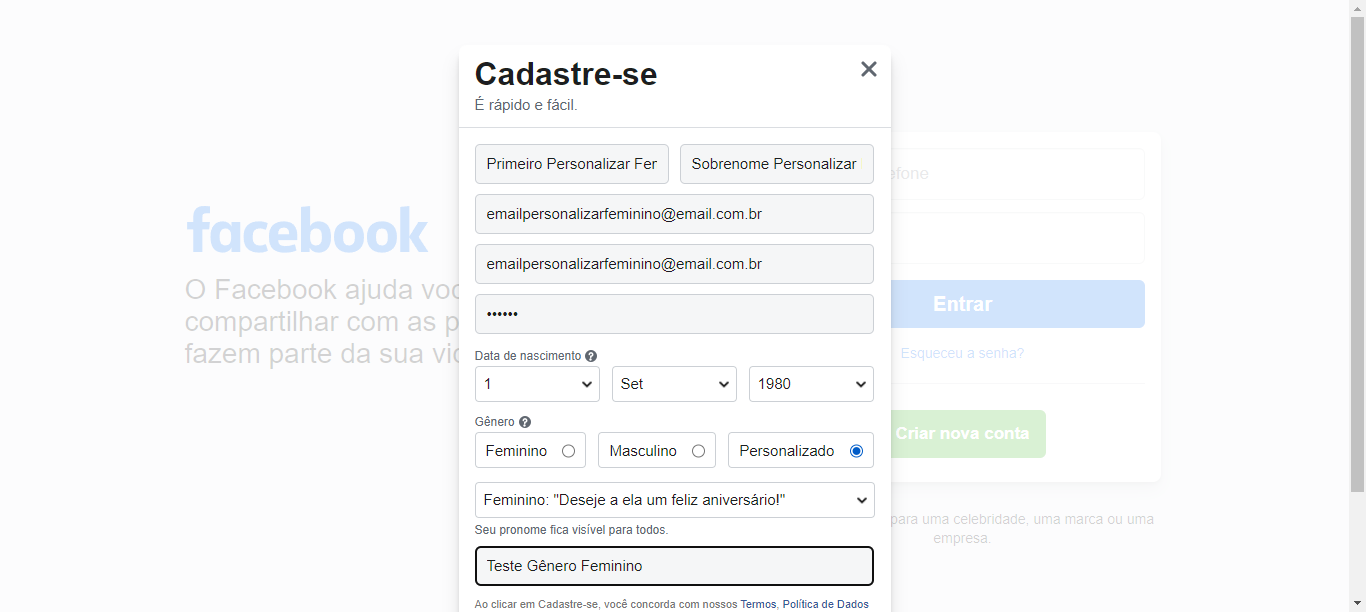 Cadastre-se
É rápido e fácil.
Primeiro Personalizar Fer
Sobrenome Personalizar
emailpersonalizarfeminino@email.com.br
emailpersonalizarfeminino@email.com.br
••••••
Data de nascimento
1
Set
1980
Gênero
Feminino
Masculino
Personalizado
Feminino: "Deseje a ela um feliz aniversário!"
Seu pronome fica visível para todos.
Teste Gênero Feminino
Ao clicar em Cadastre-se, você concorda com nossos Termos, Política de Dados
facebook
O Facebook ajuda você
compartilhar com as p
fazem parte da sua vid
efone
Entrar
Esqueceu a senha?
Criar nova conta
para uma celebridade, uma marca ou uma
empresa.